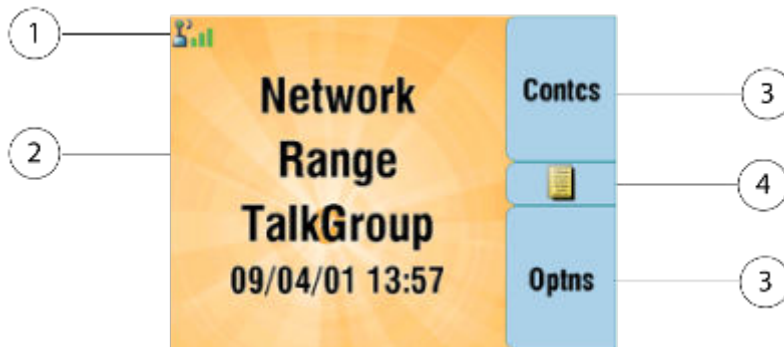 1
2
Network
Range
TalkGroup
09/04/01 13:57
Contcs
3
4
Optns
3